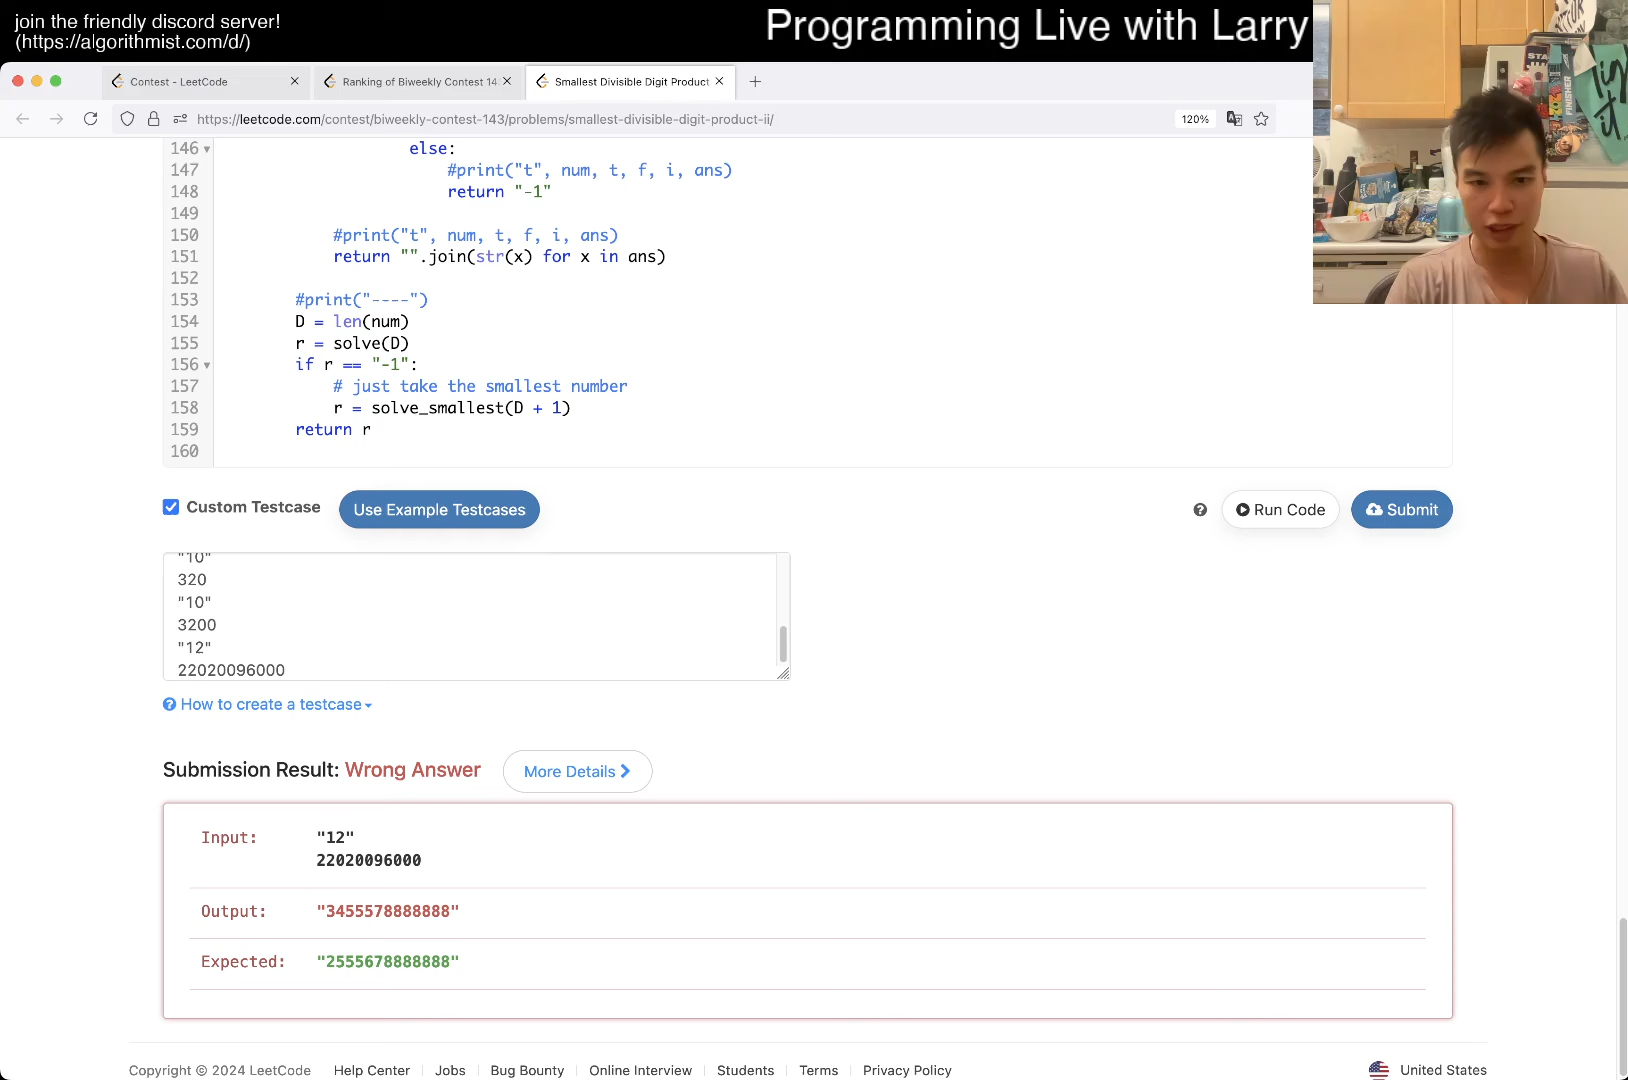 join the friendly discord server!
(https://algorithmist.com/d/)
Programming Live with Larry
Contest - LeetCode
Ranking of Biweekly Contest 14
Smallest Divisible Digit Product
https://leetcode.com/contest/biweekly-contest-143/problems/smallest-divisible-digit-product-ii/
120%
146 else:
147 #print("t", num, t, f, i, ans)
148 return "-1"
149
150 #print("t", num, t, f, i, ans)
151 return "".join(str(x) for x in ans)
152
153 #print("----")
154 D = len(num)
155 r = solve(D)
156 if r == "-1":
157 # just take the smallest number
158 r = solve_smallest(D + 1)
159 return r
160
Custom Testcase
Use Example Testcases
Run Code
Submit
"10"
320
"10"
3200
"12"
22020096000
How to create a testcase
Submission Result: Wrong Answer
More Details
Input: "12"
22020096000
Output: "3455578888888"
Expected: "2555678888888"
Copyright © 2024 LeetCode
Help Center
Jobs
Bug Bounty
Online Interview
Students
Terms
Privacy Policy
United States